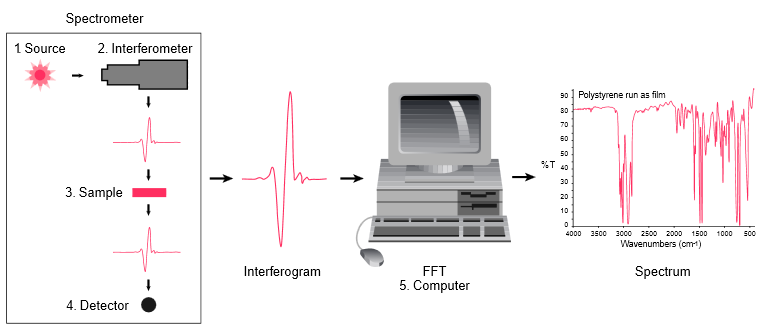 Spectrometer
1. Source
2. Interferometer
3. Sample
4. Detector
Interferogram
FFT
5. Computer
Polystyrene run as film
%T
90
80
70
60
50
40
30
20
10
0
4000 3500 3000 2500 2000 1500 1000 500
Wavenumbers (cm-1)
Spectrum